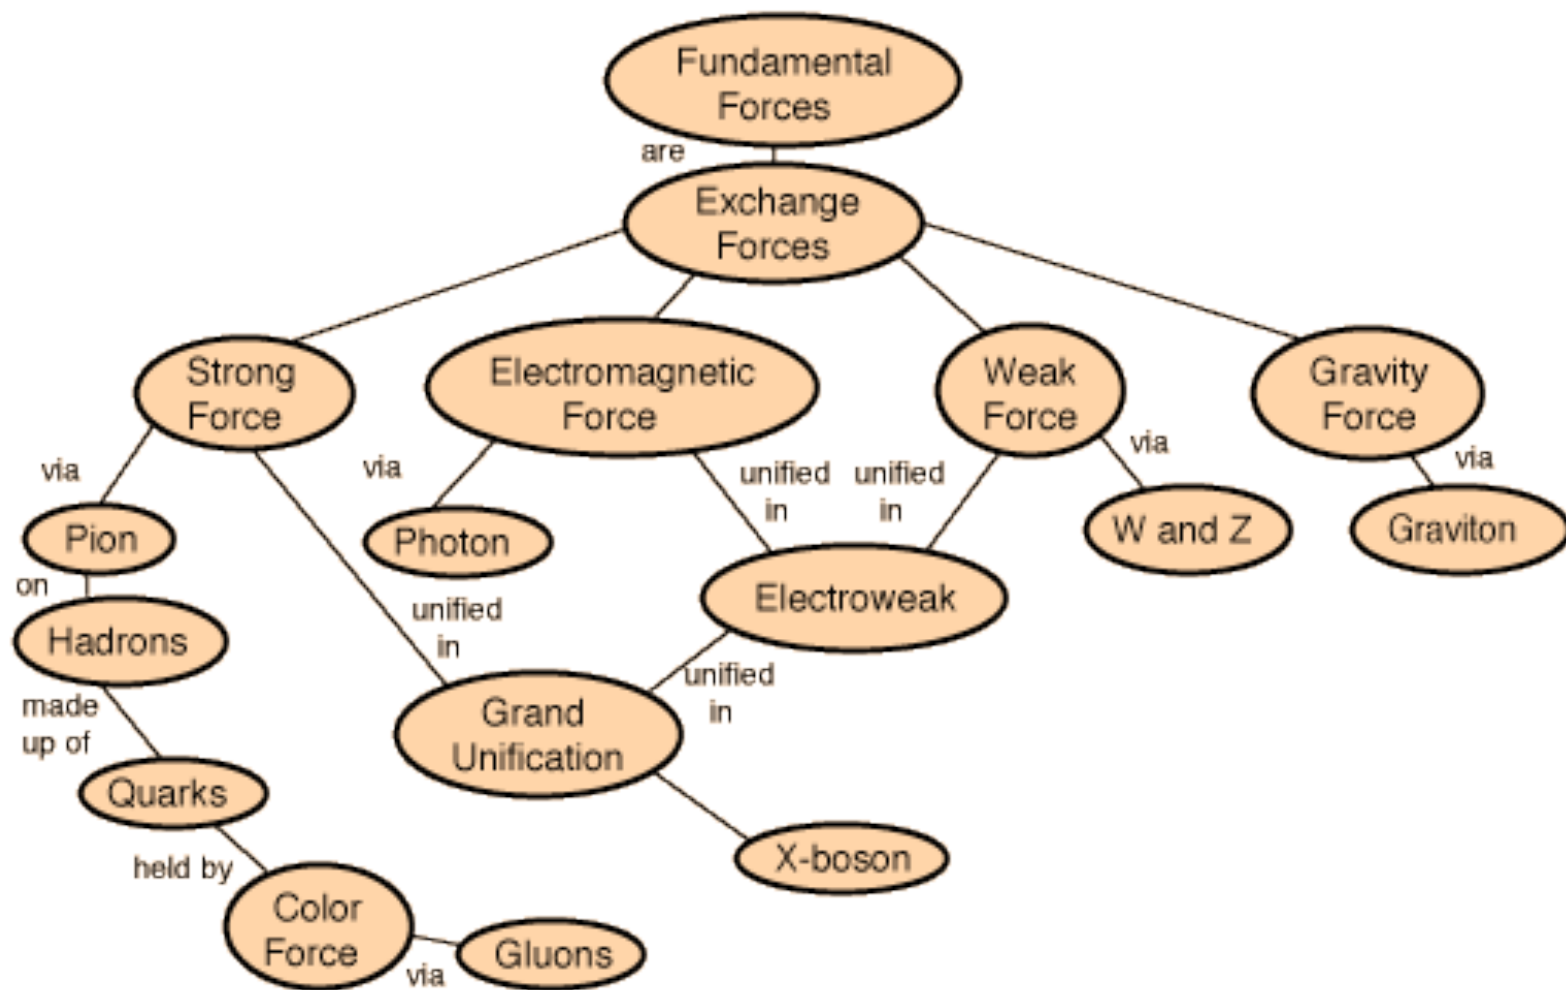 Fundamental
Forces
are
Exchange
Forces
Strong
Force
Electromagnetic
Force
Weak
Force
Gravity
Force
via
via
unified
in
unified
in
via
via
Pion
Photon
W and Z
Graviton
on
Hadrons
unified
in
Electroweak
made
up of
unified
in
Grand
Unification
Quarks
X-boson
held by
Color
Force
via
Gluons